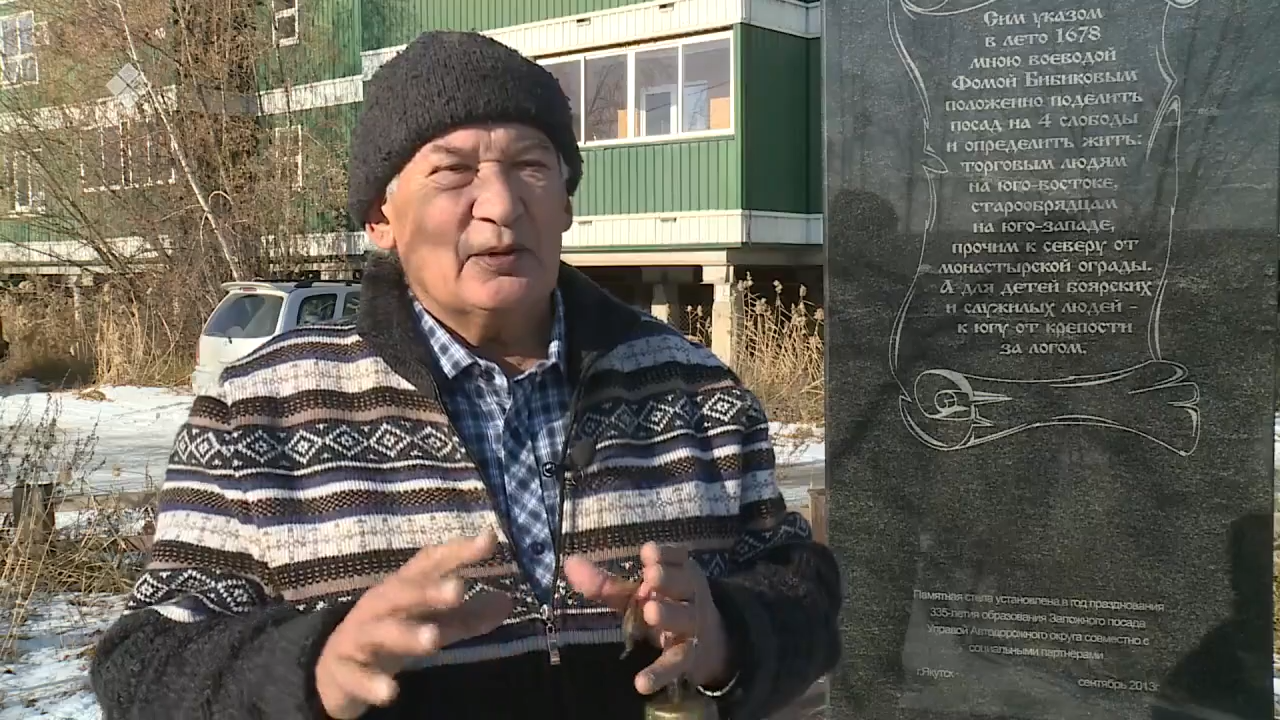 Сим указом
в лето 1678
мною воеводой
Фомой Бибиковым
положенно поделить
посад на 4 слободы
и определить жить:
торговым людям
на юго-востоке,
старообрядцам
на юго-западе,
прочим к северу от
монастырской ограды.
А для детей боярских
и служилых людей -
к югу от крепости
за логом.
Памятная стела установлена в год празднования
335-летия образования Заложного посада
Управой Автодорожного округа совместно с
социальными партнёрами
г.Якутск
сентябрь 2013г.